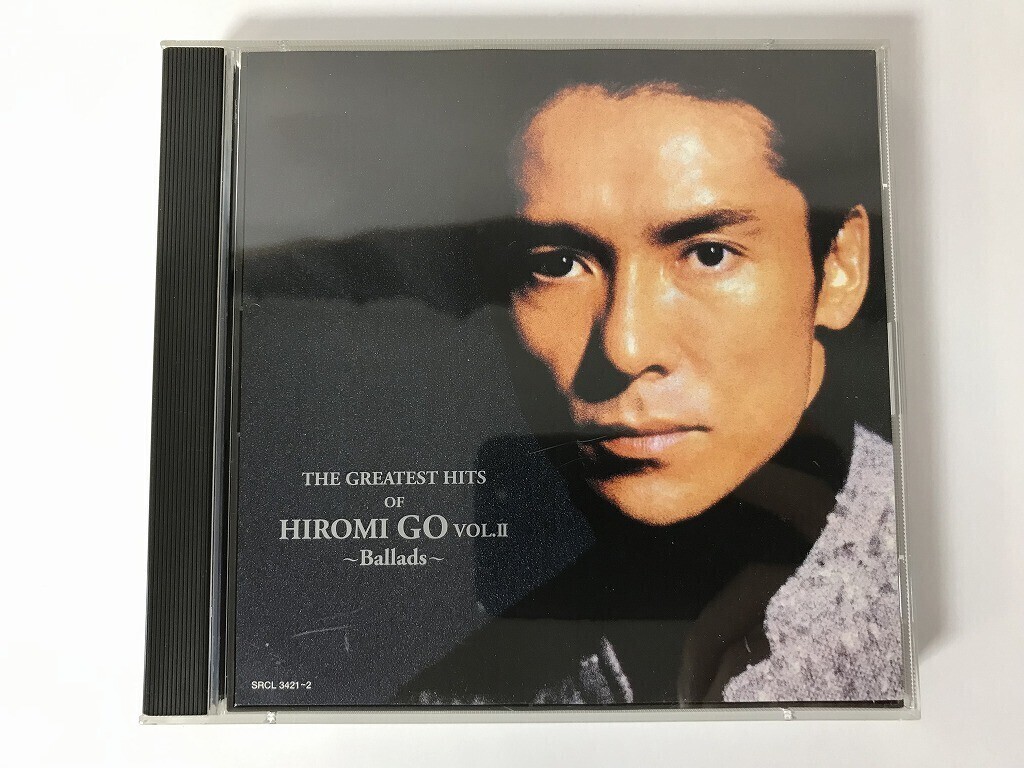 THE GREATEST HITS
OF
HIROMI GO VOL.II
~Ballads~
SRCL 3421~2